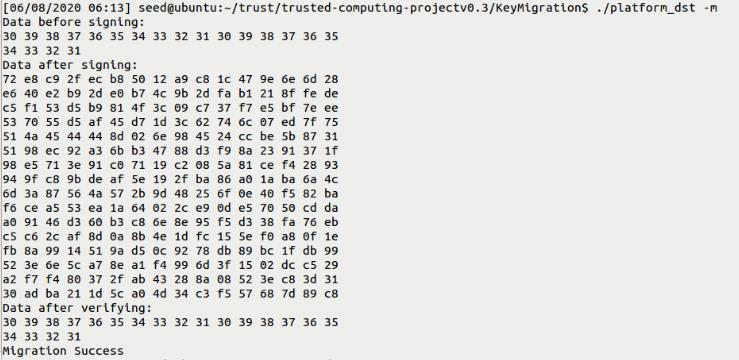 [06/08/2020 06:13] seed@ubuntu:~/trust/trusted-computing-projectv0.3/KeyMigration$ ./platform_dst -m
Data before signing:
30 39 38 37 36 35 34 33 32 31 30 39 38 37 36 35
34 33 32 31
Data after signing:
72 e8 c9 2f ec b8 50 12 a9 c8 1c 47 9e 6e 6d 28
e6 40 e2 b9 2d e0 b7 4c 9b 2d fa b1 21 8f fe de
c5 f1 53 d5 b9 81 4f 3c 09 c7 37 f7 e5 bf 7e ee
53 70 55 d5 af 45 d7 1d 3c 62 74 6c 07 ed 7f 75
51 4a 45 44 44 8d 02 6e 98 45 24 cc be 5b 87 31
51 98 ec 92 a3 6b b3 47 88 d3 f9 8a 23 91 37 1f
98 e5 71 3e 91 c0 71 19 c2 08 5a 81 ce f4 28 93
94 9f c8 9b de af 5e 19 2f ba 86 a0 1a ba 6a 4c
6d 3a 87 56 4a 57 2b 9d 48 25 6f 0e 40 f5 82 ba
f6 ce a5 53 ea 1a 64 02 2c e9 0d e5 70 50 cd da
a0 91 46 d3 60 b3 c8 6e 8e 95 f5 d3 38 fa 76 eb
c5 c6 2c af 8d 0a 8b 4e 1d fc 15 5e f0 a8 0f 1e
fb 8a 99 14 51 9a d5 0c 92 78 db 89 bc 1f db 99
52 3e 6e 5c a7 8e a1 f4 99 6d 3f 15 02 dc c5 29
a2 f7 f4 80 37 2f ab 43 28 8a 08 52 3e c8 3d 31
30 ad ba 21 1d 5c a0 4d 34 c3 f5 57 68 7d 89 c8
Data after verifying:
30 39 38 37 36 35 34 33 32 31 30 39 38 37 36 35
34 33 32 31
Migration Success